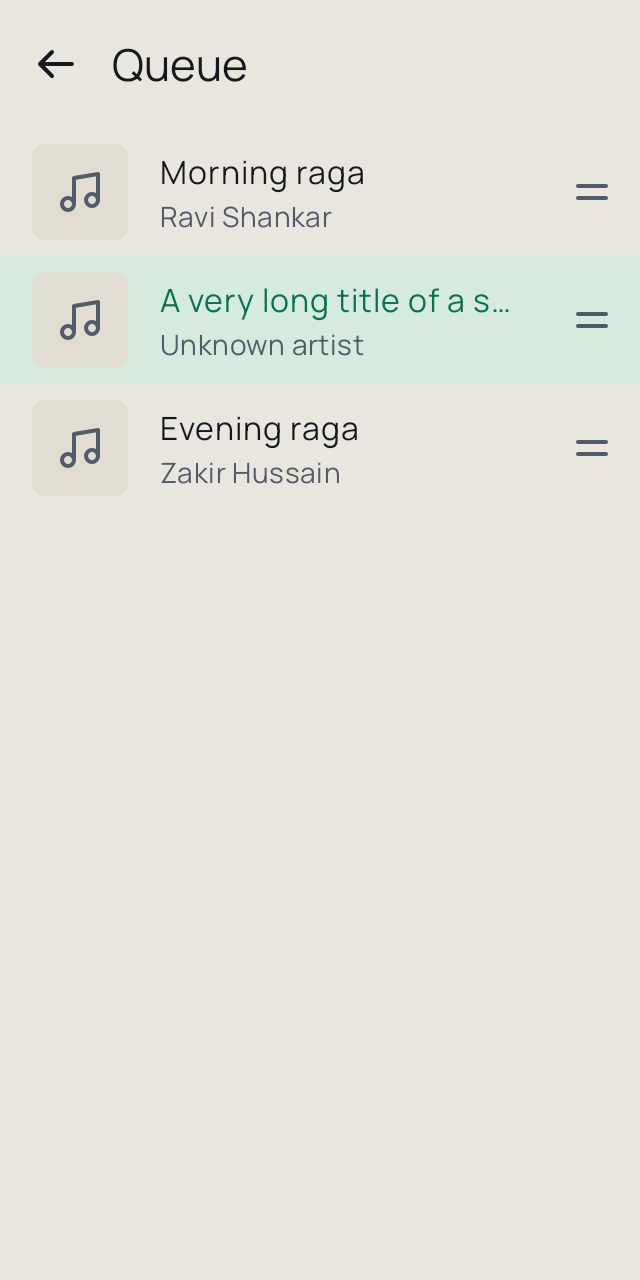 Queue
Morning raga
Ravi Shankar
A very long title of a s…
Unknown artist
Evening raga
Zakir Hussain